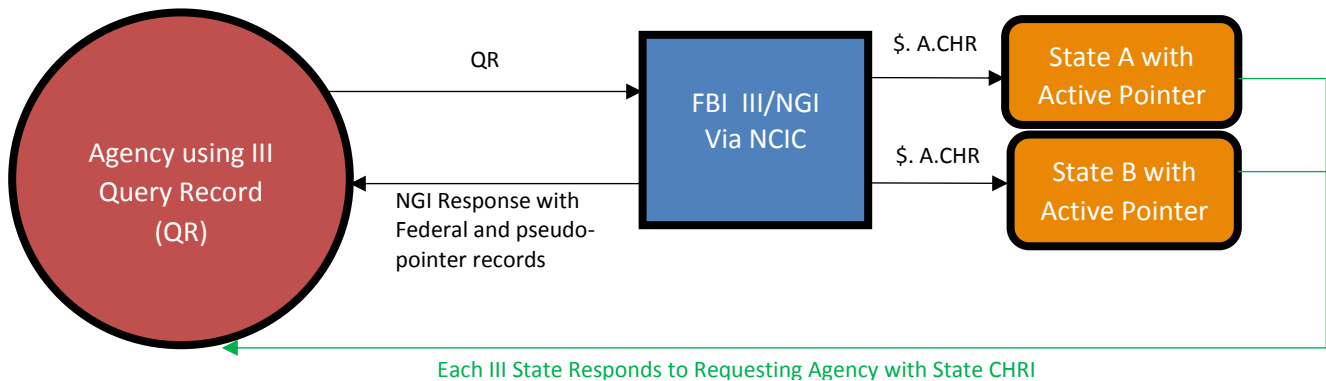 Agency using III
Query Record
(QR)
QR
NGI Response with
Federal and pseudo-
pointer records
FBI  III/NGI
Via NCIC
$. A.CHR
$. A.CHR
State A with
Active Pointer
State B with
Active Pointer
Each III State Responds to Requesting Agency with State CHRI